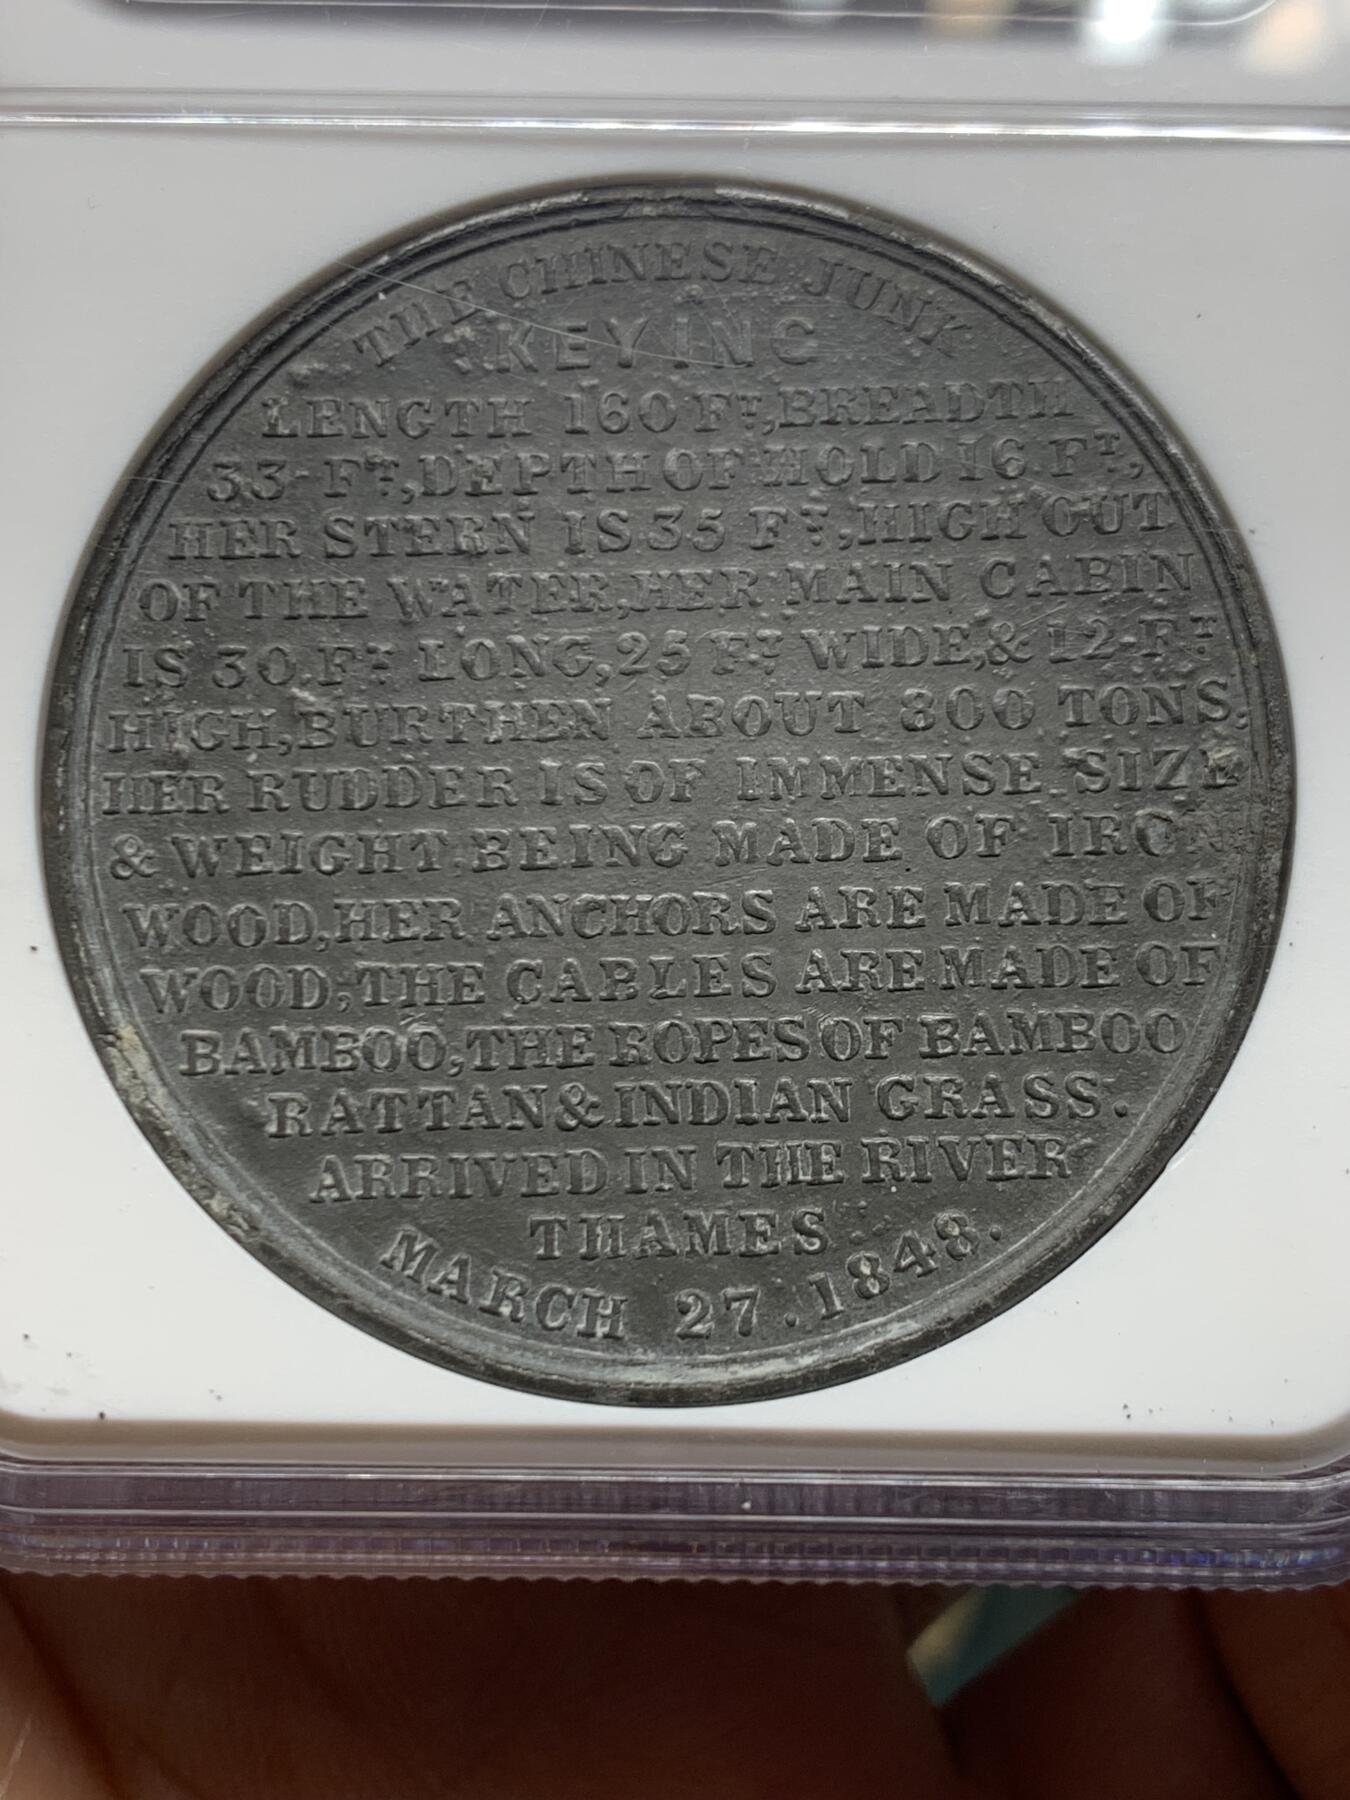 THE CHINESE JUNK
KEYING
LENGTH 160 FT, BREADTH
33 FT, DEPTH OF HOLD 16 FT,
HER STERN IS 35 FT, HIGH OUT
OF THE WATER, HER MAIN CABIN
IS 30 FT LONG, 25 FT WIDE, & 12 FT
HIGH, BURTHEN ABOUT 800 TONS,
HER RUDDER IS OF IMMENSE SIZE
& WEIGHT BEING MADE OF IRON
WOOD, HER ANCHORS ARE MADE OF
WOOD, THE CABLES ARE MADE OF
BAMBOO, THE ROPES OF BAMBOO
RATTAN & INDIAN GRASS.
ARRIVED IN THE RIVER
THAMES
MARCH 27. 1848.